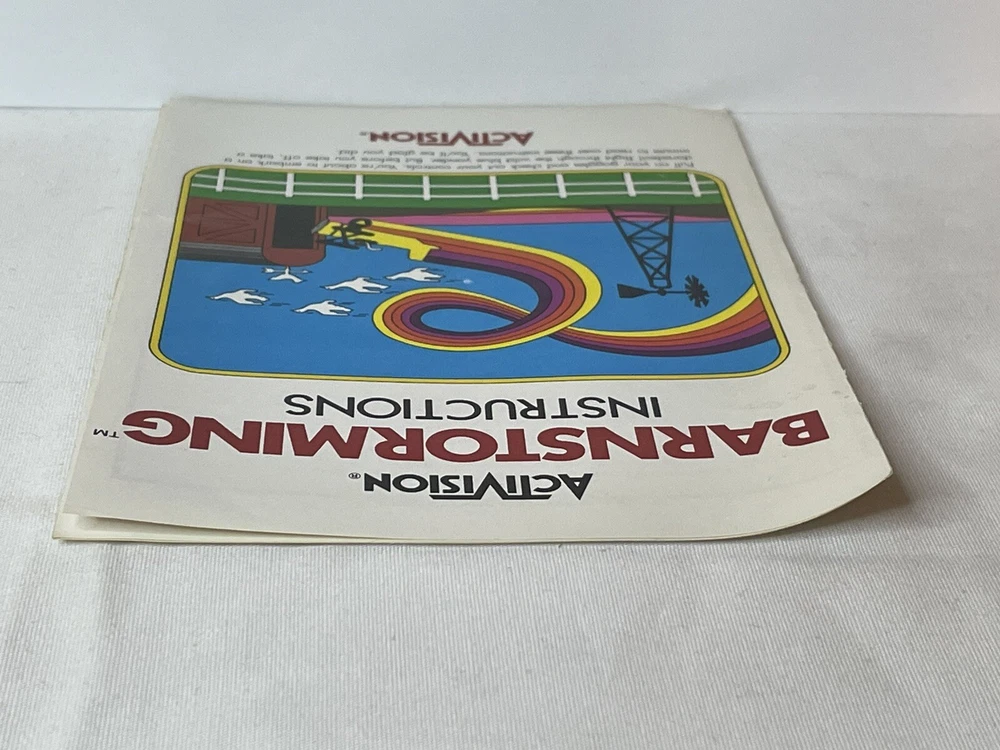 ACTIVISION®
BARNSTORMING™
INSTRUCTIONS
Pull on your goggles and check out your controls. You're about to embark on a
daredevil flight through the wild blue yonder. But before you take off, take a
minute to read over these instructions. You'll be glad you did.
ACTIVISION®